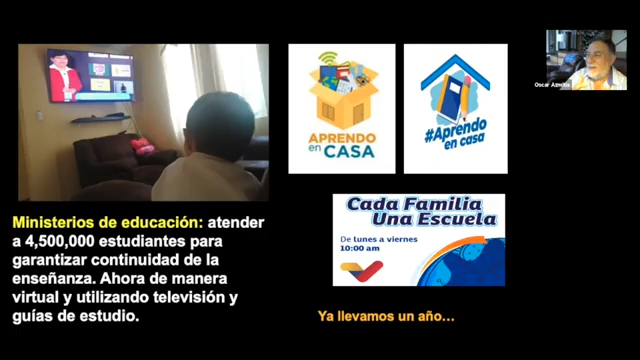 Ministerios de educación: atender
a 4,500,000 estudiantes para
garantizar continuidad de la
enseñanza. Ahora de manera
virtual y utilizando televisión y
guías de estudio.
APRENDO
en CASA
#Aprendo
en casa
Cada Familia
Una Escuela
De lunes a viernes
10:00 am
Ya llevamos un año…
Oscar